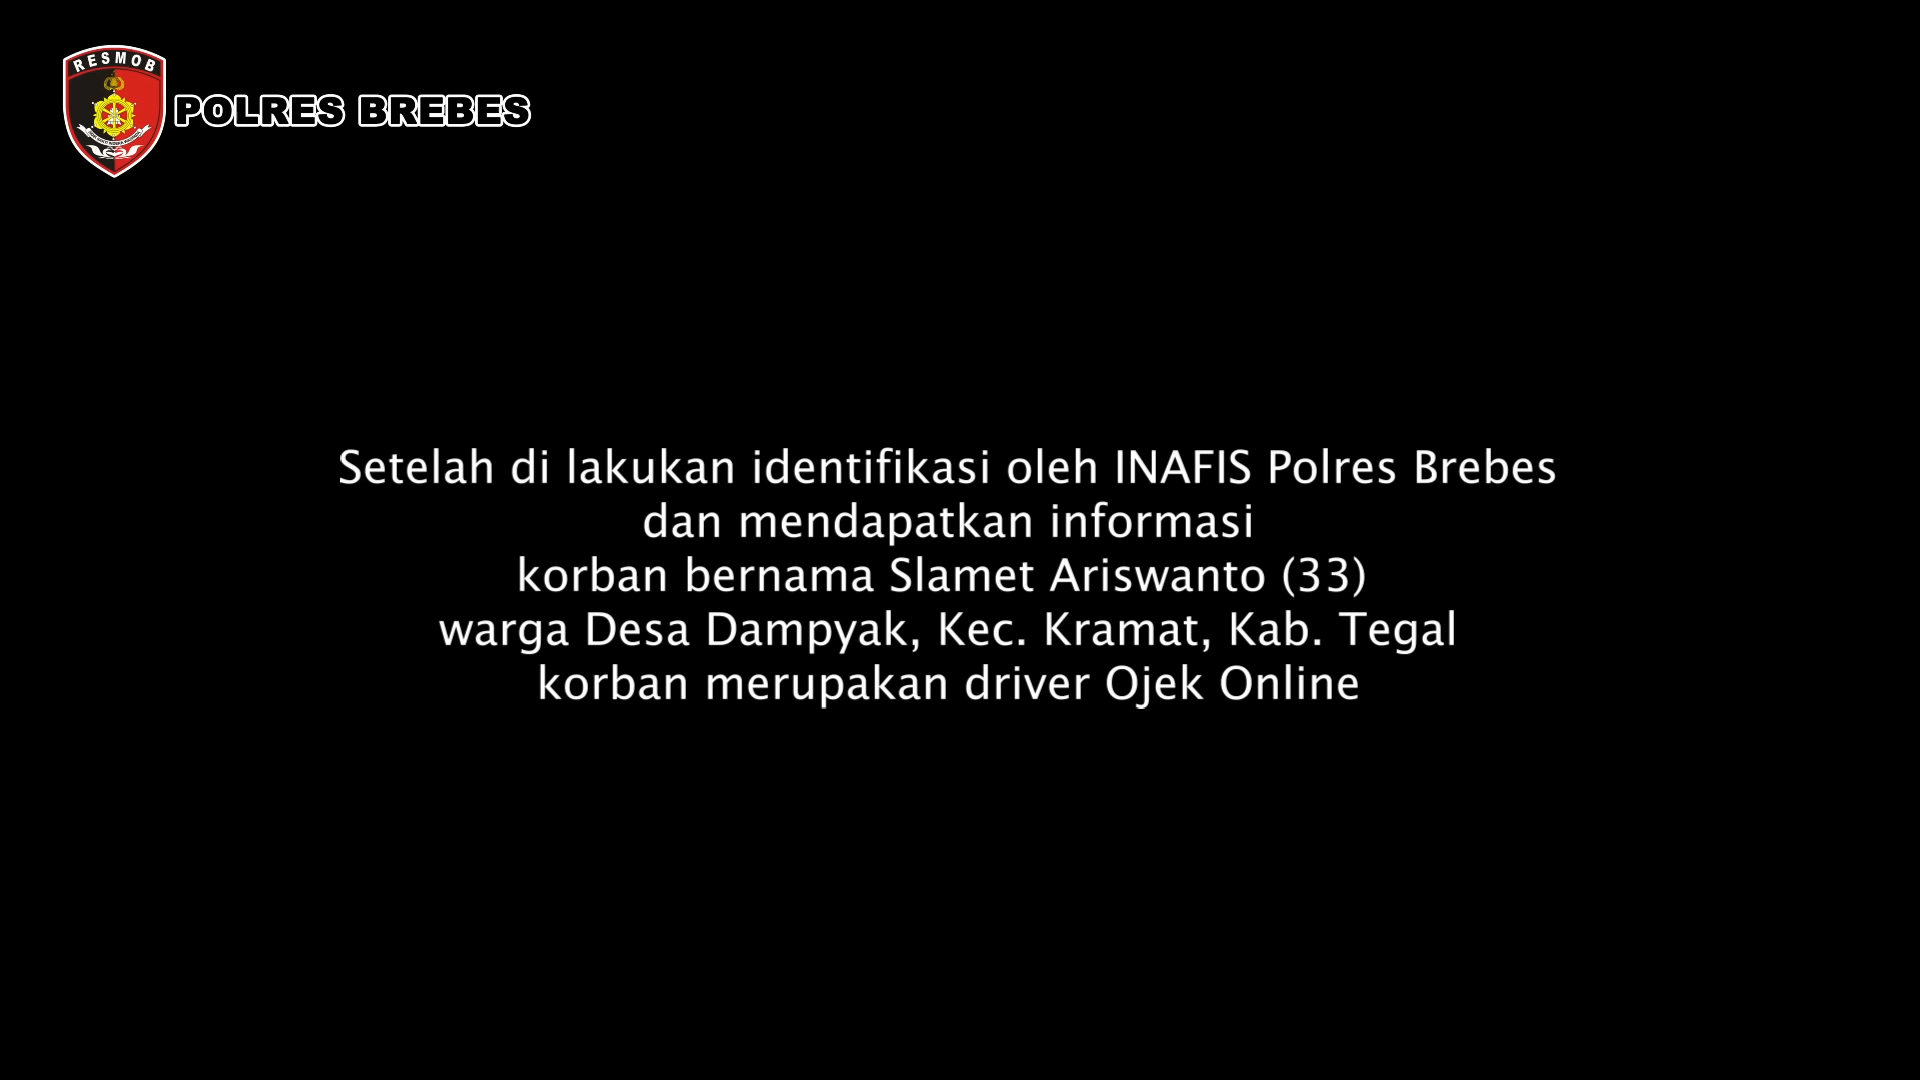 RESMOB
POLRES BREBES
Setelah di lakukan identifikasi oleh INAFIS Polres Brebes
dan mendapatkan informasi
korban bernama Slamet Ariswanto (33)
warga Desa Dampyak, Kec. Kramat, Kab. Tegal
korban merupakan driver Ojek Online